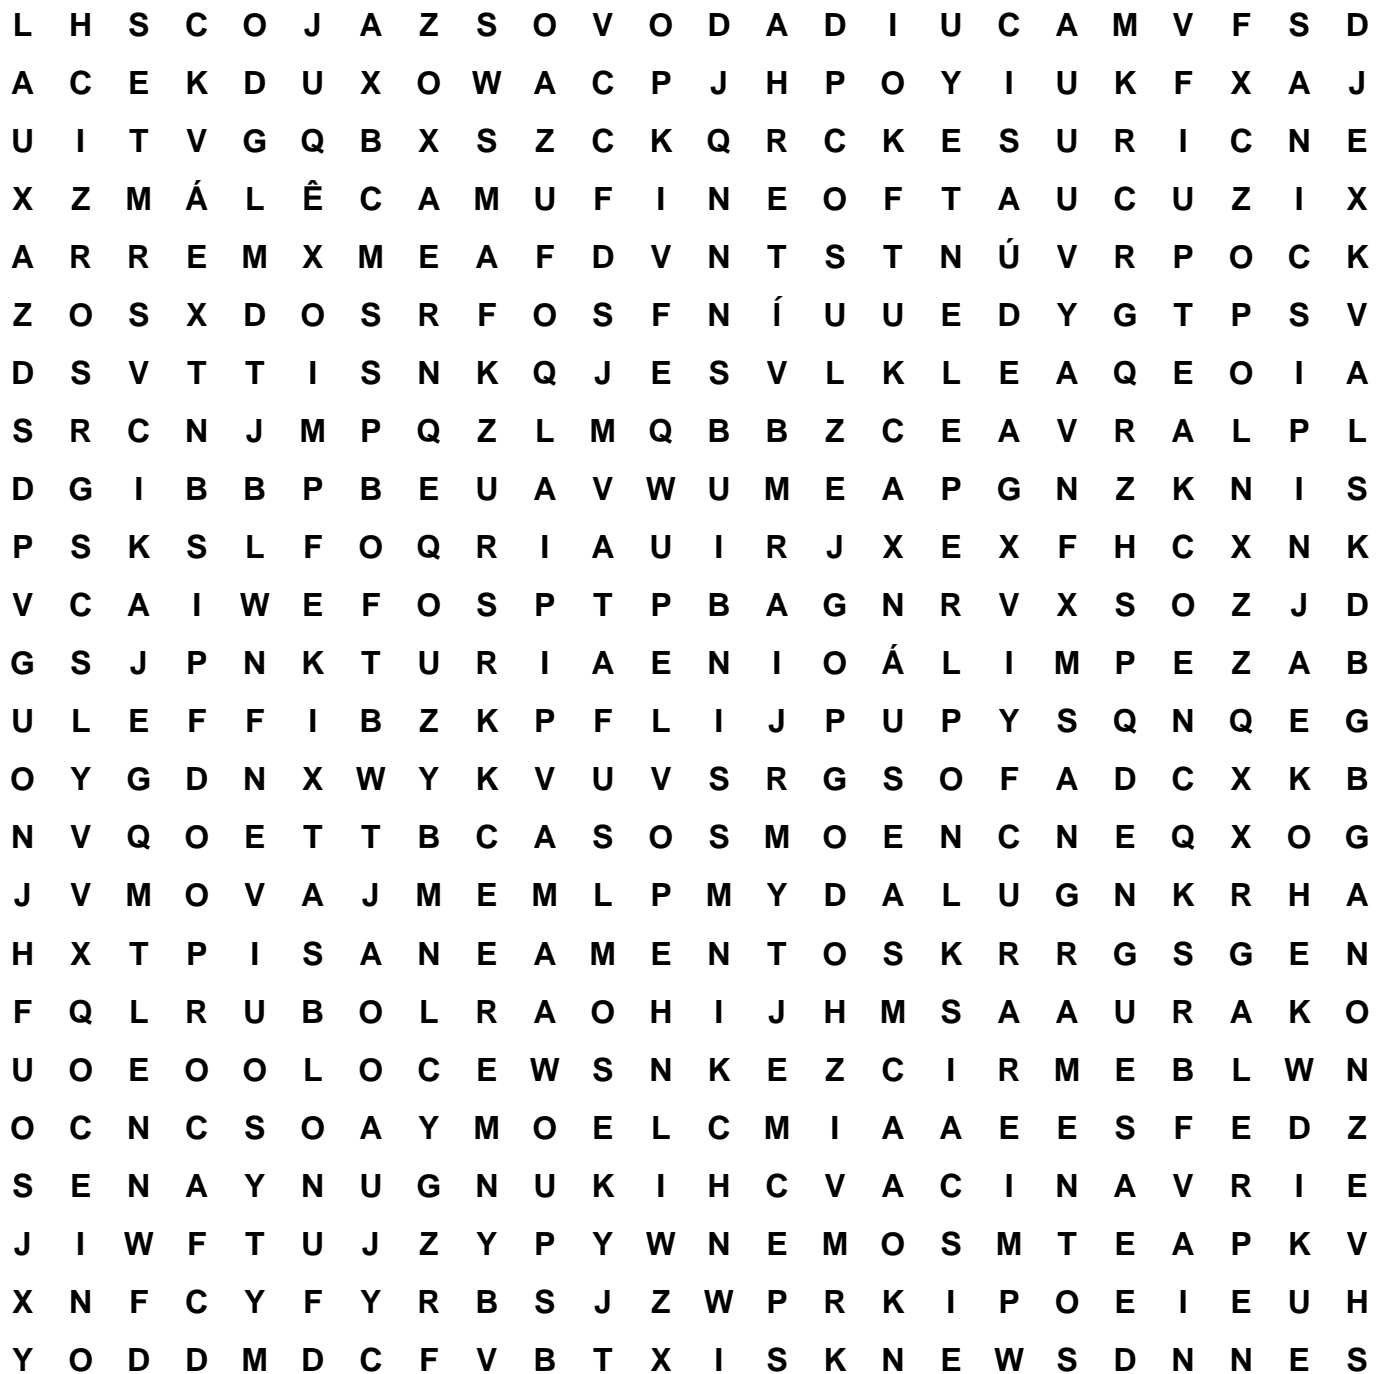 L H S C O J A Z S O V O D A D I U C A M V F S D
A C E K D U X O W A C P J H P O Y I U K F X A J
U I T V G Q B X S Z C K Q R C K E S U R I C N E
X Z M Á L Ê C A M U F I N E O F T A U C U Z I X
A R R E M X M E A F D V N T S T N Ú V R P O C K
Z O S X D O S R F O S F N Í U U E D Y G T P S V
D S V T T I S N K Q J E S V L K L E A Q E O I A
S R C N J M P Q Z L M Q B B Z C E A V R A L P L
D G I B B P B E U A V W U M E A P G N Z K N I S
P S K S L F O Q R I A U I R J X E X F H C X N K
V C A I W E F O S P T P B A G N R V X S O Z J D
G S J P N K T U R I A E N I O Á L I M P E Z A B
U L E F F I B Z K P F L I J P U P Y S Q N Q E G
O Y G D N X W Y K V U V S R G S O F A D C X K B
N V Q O E T T B C A S O S M O E N C N E Q X O G
J V M O V A J M E M L P M Y D A L U G N K R H A
H X T P I S A N E A M E N T O S K R R G S G E N
F Q L R U B O L R A O H I J H M S A A U R A K O
U O E O O L O C E W S N K E Z C I R M E B L W N
O C N C S O A Y M O E L C M I A A E E S F E D Z
S E N A Y N U G N U K I H C V A C I N A V R I E
J I W F T U J Z Y P Y W N E M O S M T E A P K V
X N F C Y F Y R B S J Z W P R K I P O E I E U H
Y O D D M D C F V B T X I S K N E W S D N N E S